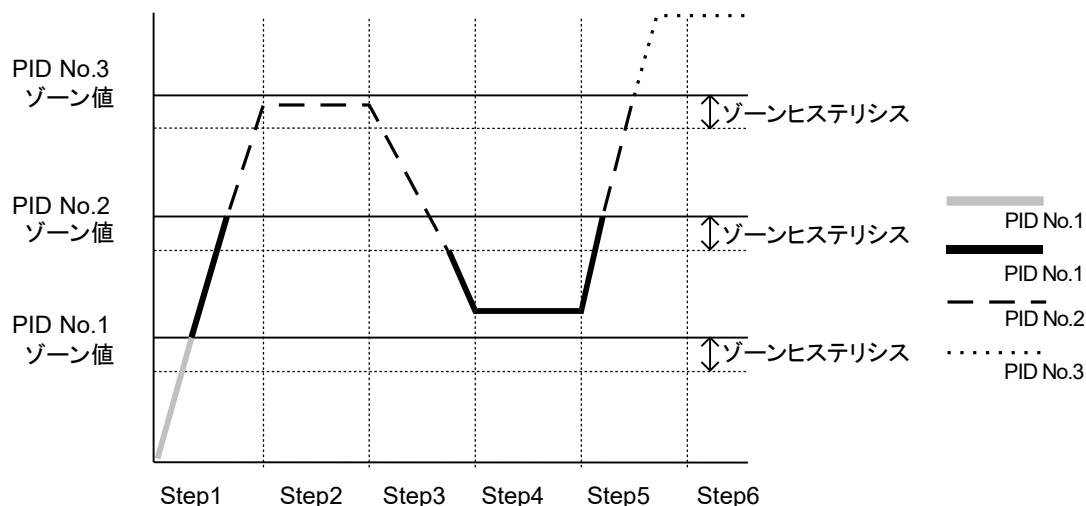 PID No.3
ゾーン値
ゾーンヒステリシス
PID No.2
ゾーン値
ゾーンヒステリシス
PID No.1
ゾーン値
ゾーンヒステリシス
PID No.1
PID No.1
PID No.2
PID No.3
Step1 Step2 Step3 Step4 Step5 Step6